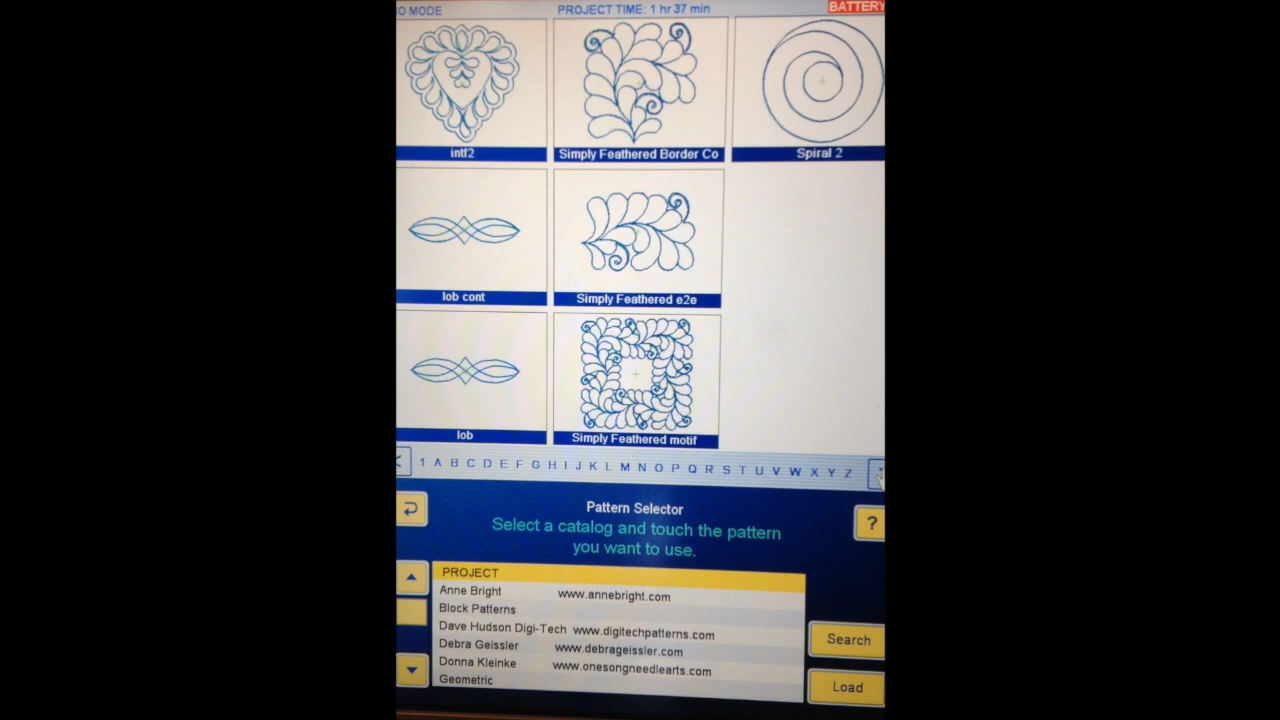 O MODE PROJECT TIME: 1 hr 37 min BATTERY
intf2 Simply Feathered Border Co Spiral 2
lob cont Simply Feathered e2e
lob Simply Feathered motif
1 A B C D E F G H I J K L M N O P Q R S T U V W X Y Z
Pattern Selector
?
Select a catalog and touch the pattern
you want to use.
PROJECT
Anne Bright www.annebright.com
Block Patterns
Dave Hudson Digi-Tech www.digitechpatterns.com
Debra Geissler www.debrageissler.com
Search
Donna Kleinke www.onesongneedlearts.com
Geometric
Load